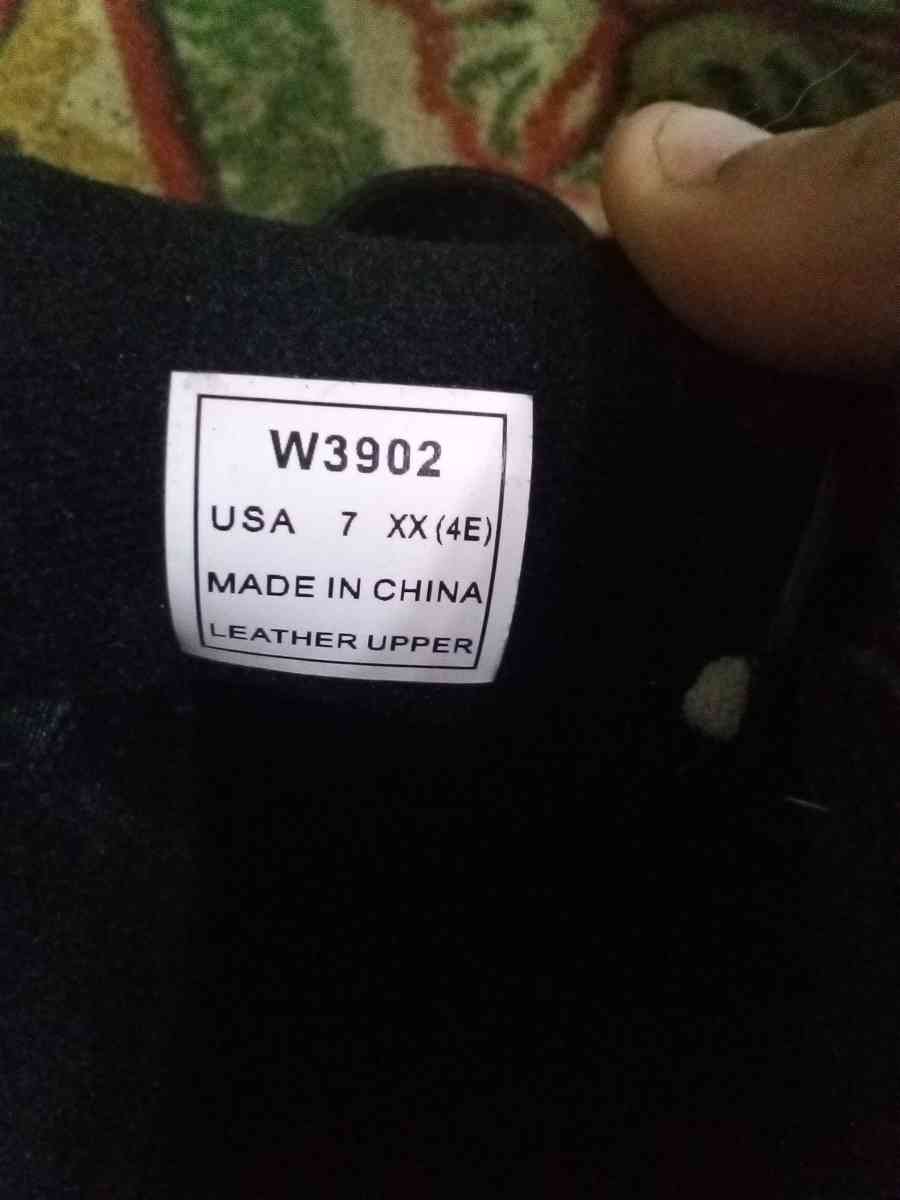 W3902
USA 7 XX (4E)
MADE IN CHINA
LEATHER UPPER